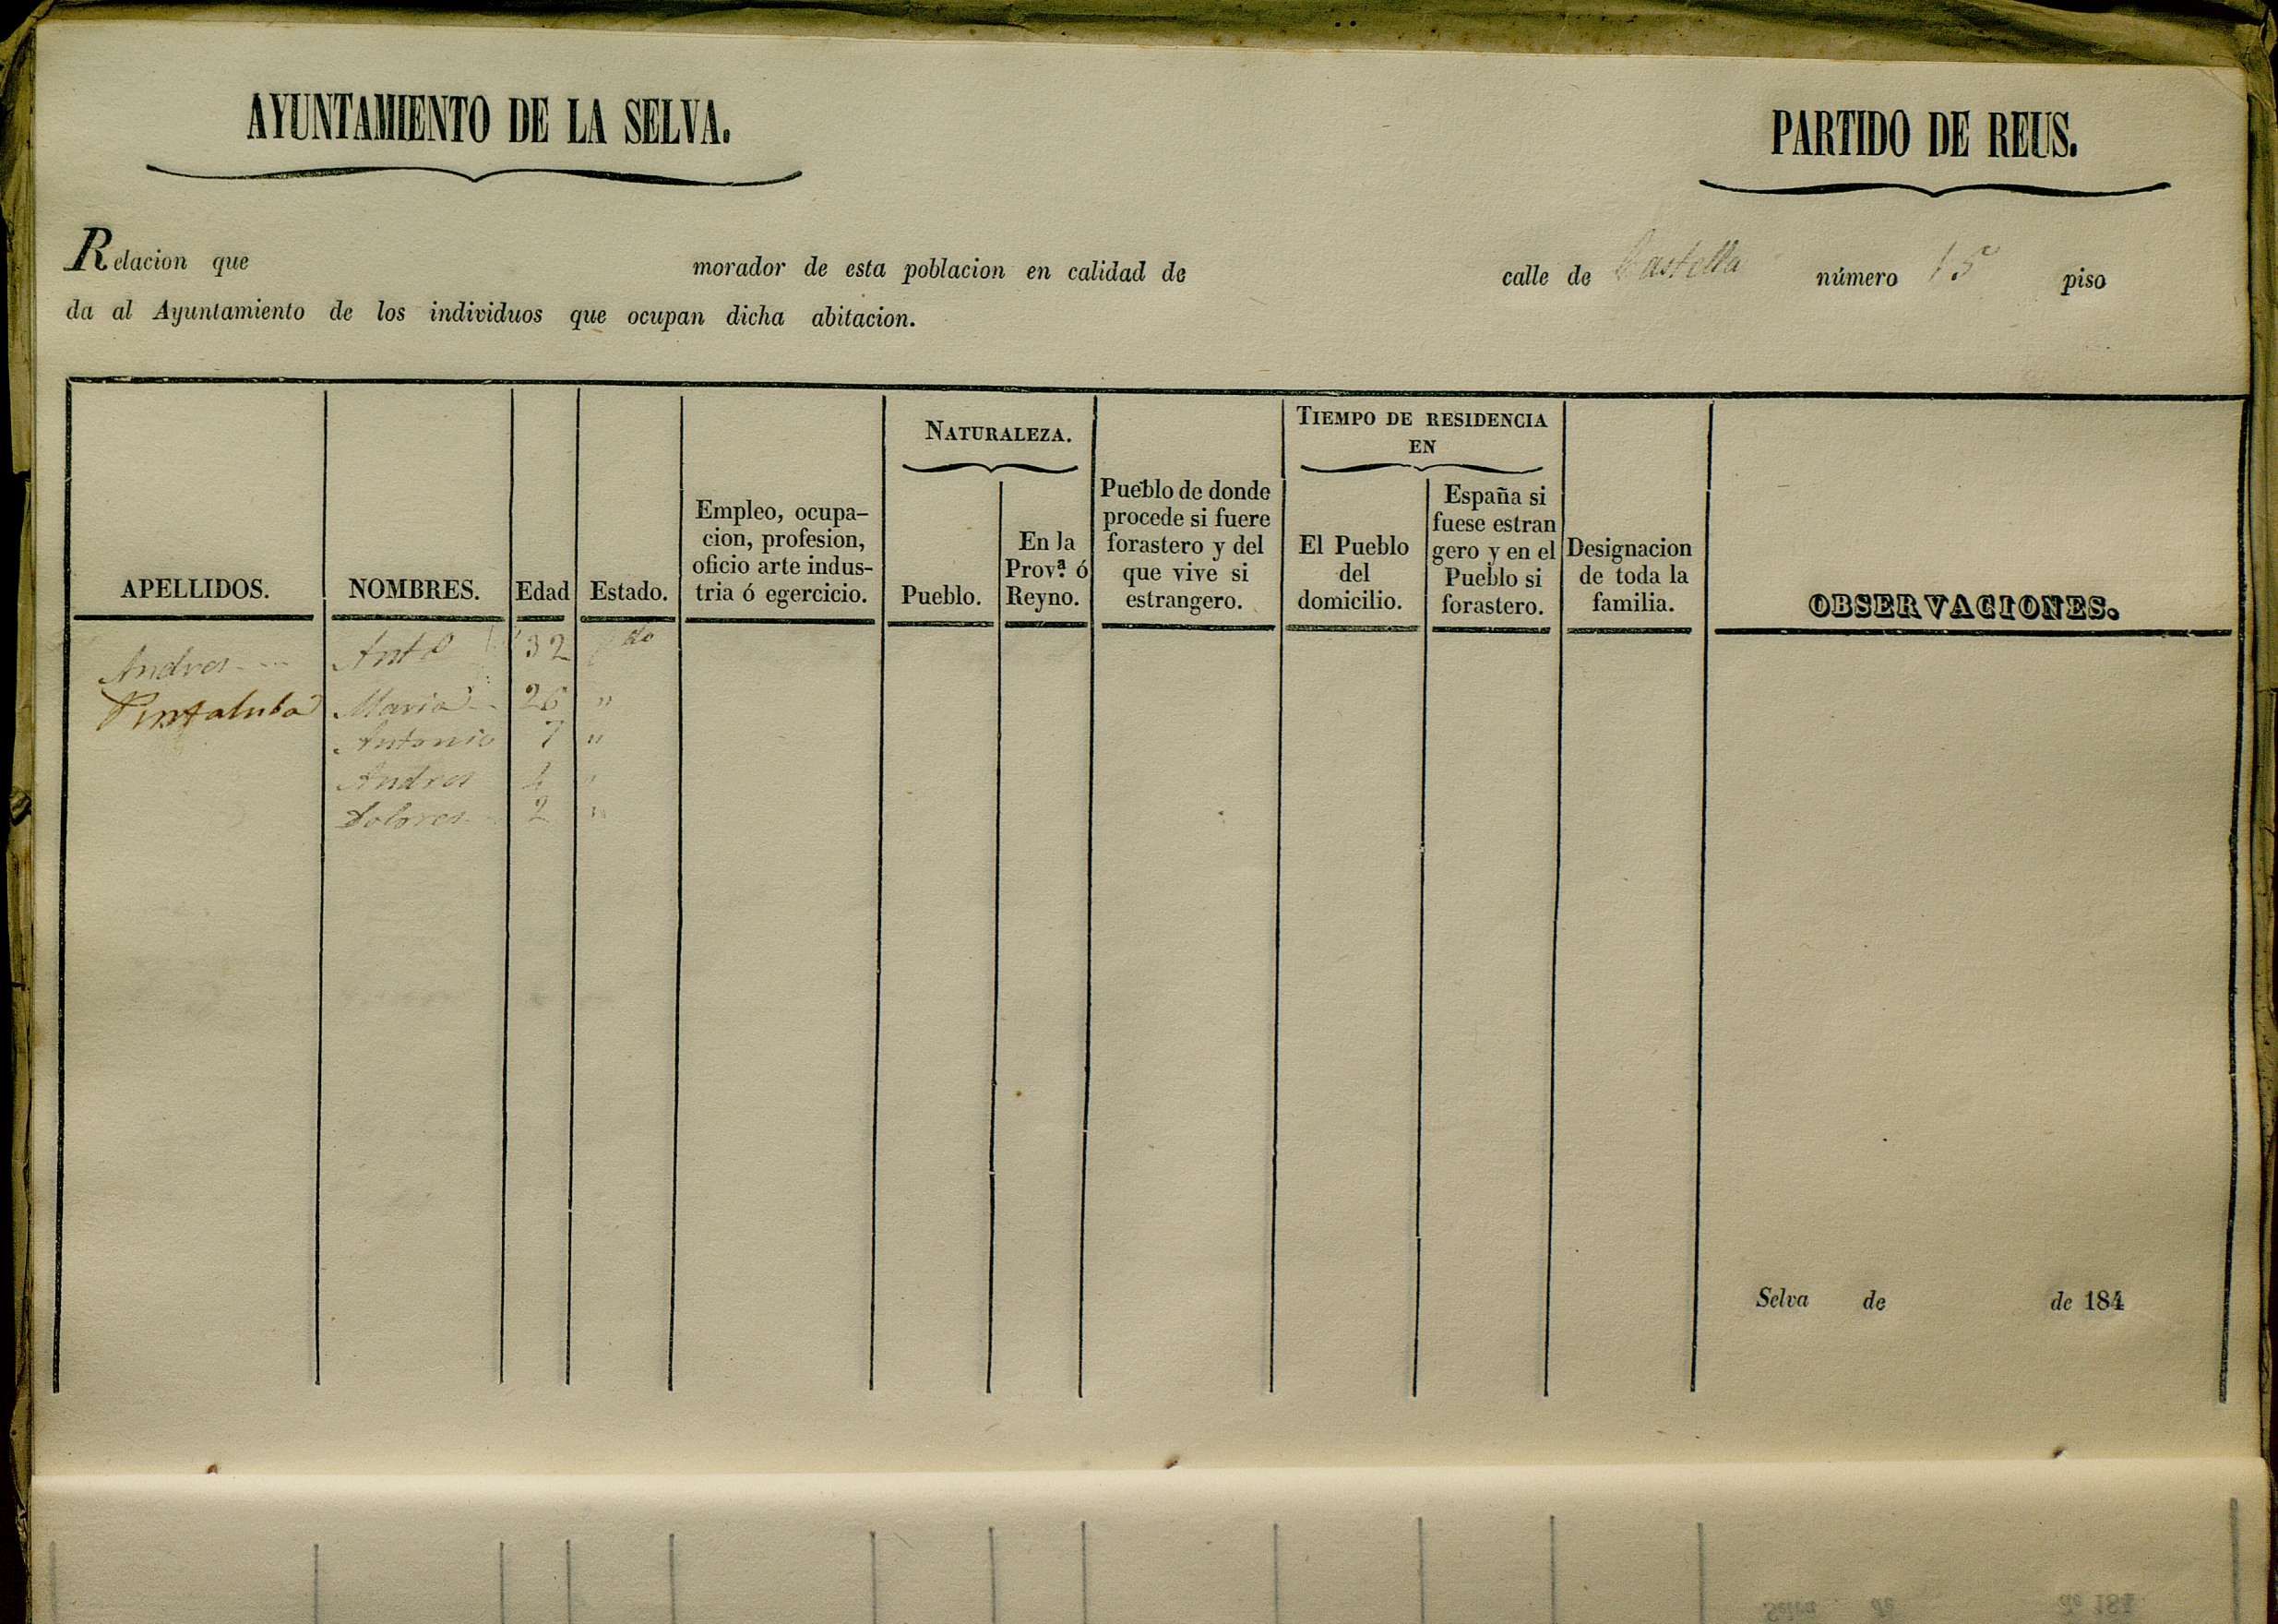 AYUNTAMIENTO DE LA SELVA.
PARTIDO DE REUS.
Relacion que morador de esta poblacion en calidad de calle de Castella número 15 piso
da al Ayuntamiento de los individuos que ocupan dicha abitacion.
APELLIDOS.
NOMBRES.
Edad
Estado.
Empleo, ocupa-
cion, profesion,
oficio arte indus-
tria ó egercicio.
NATURALEZA.
Pueblo.
En la
Prov.ª ó
Reyno.
Pueblo de donde
procede si fuere
forastero y del
que vive si
estrangero.
TIEMPO DE RESIDENCIA
EN
El Pueblo
del
domicilio.
España si
fuese estran
gero y en el
Pueblo si
forastero.
Designacion
de toda la
familia.
OBSERVACIONES.
Andres Antº 32
Pintaluba Maria 26 "
Antonio 7 "
Andres 4 "
Dolores 2 "
Selva de de 184